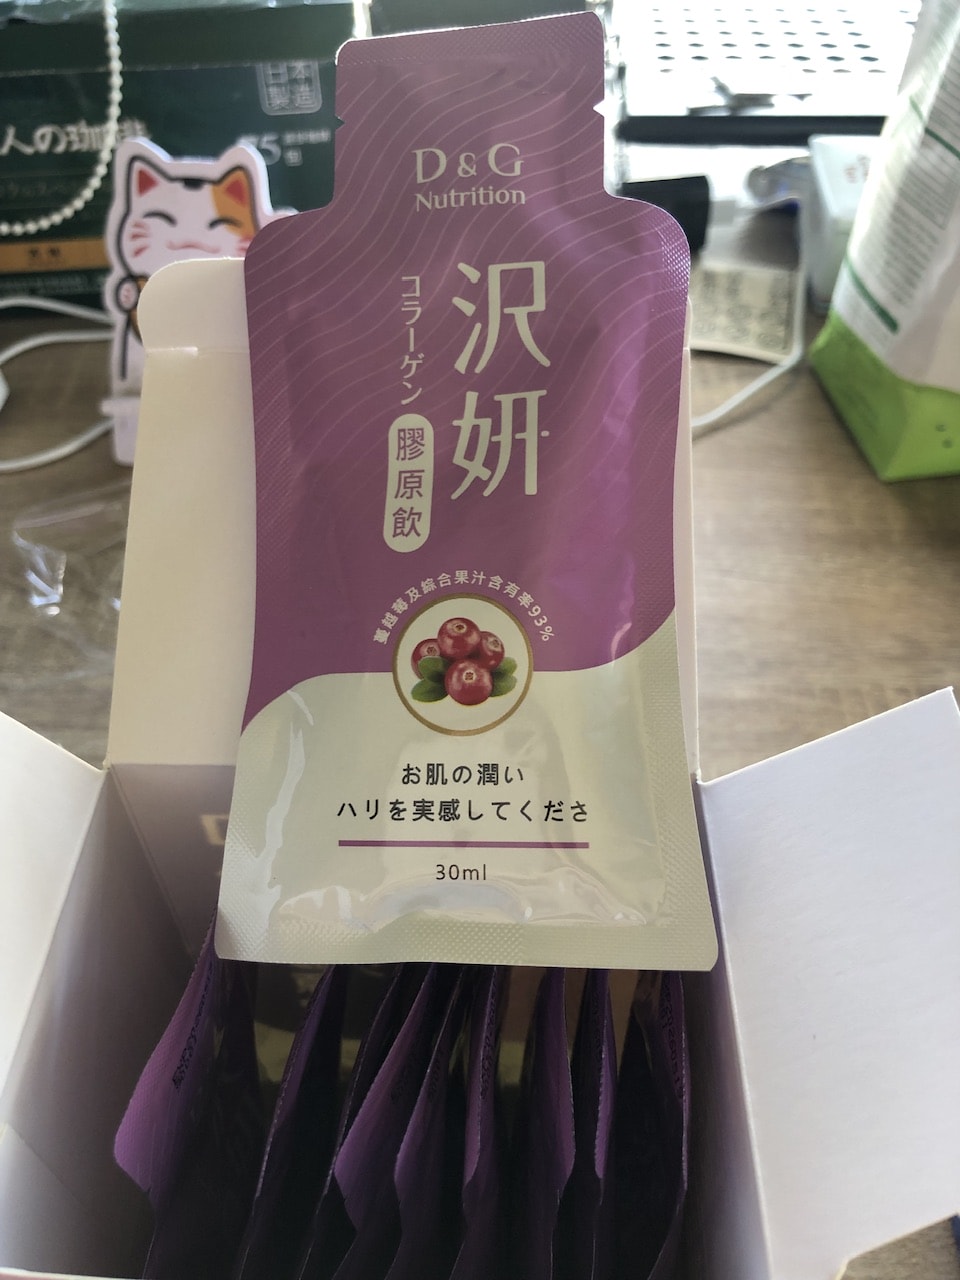 D & G
Nutrition
沢妍
コラーゲン
膠原飲
蔓越莓及綜合果汁含有率93%
お肌の潤い
ハリを実感してくださ
30ml
日本
製造
人の珈琲
75